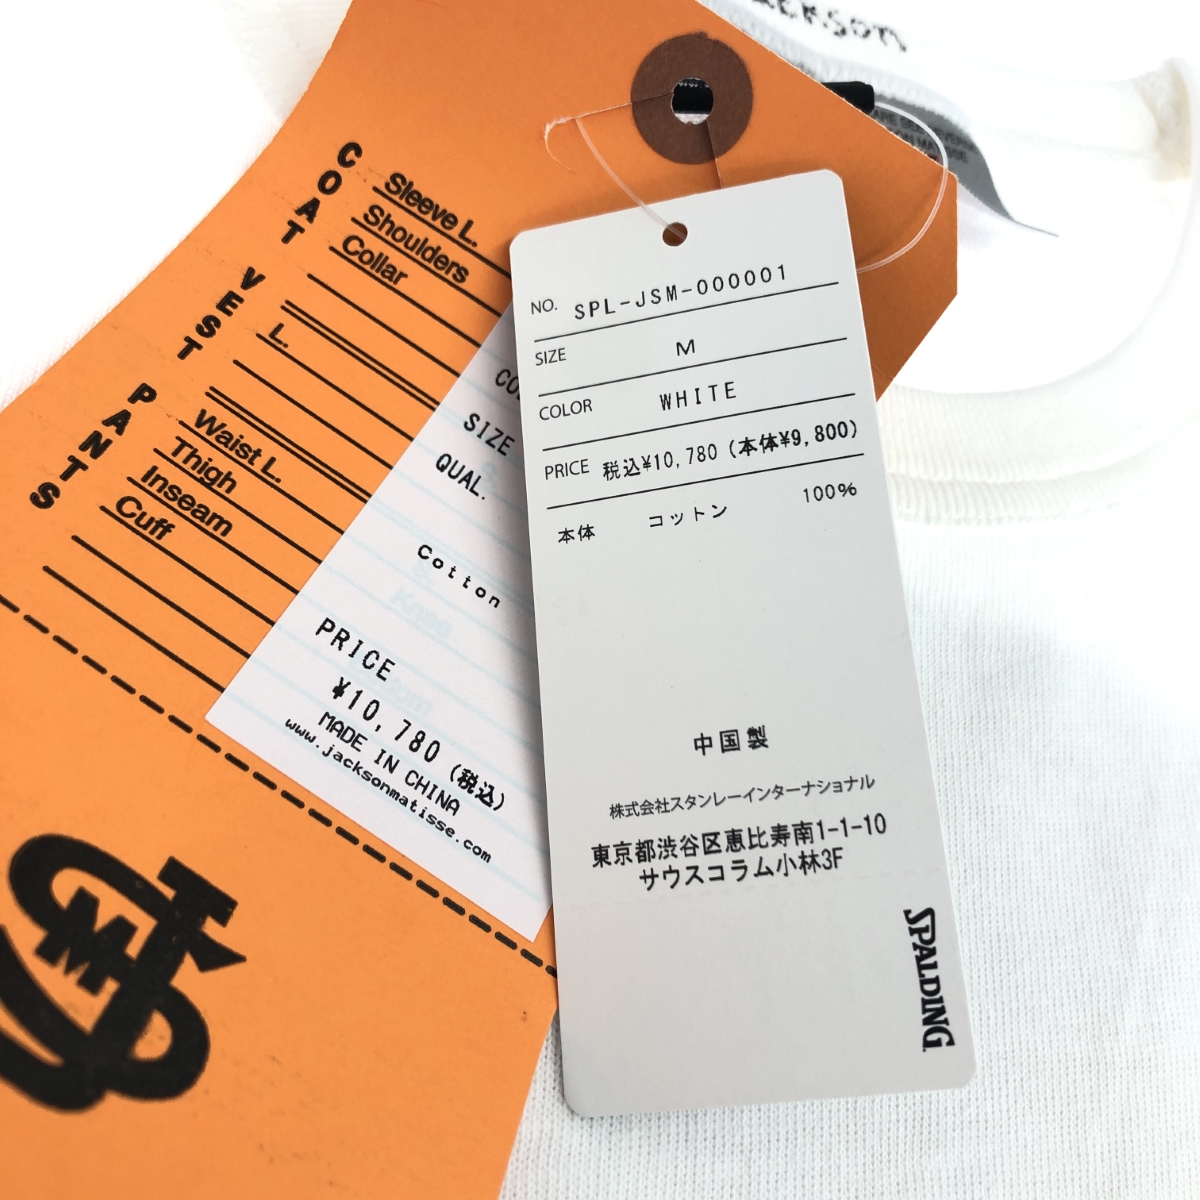 COAT
Sleeve L.
Shoulders
Collar
VEST
L.
PANTS
Waist L.
Thigh
Inseam
Cuff
SIZE
QUAL.
Cotton
Knee
PRICE
¥10,780 (税込)
MADE IN CHINA
www.jacksonmatisse.com
NO. SPL-JSM-000001
SIZE M
COLOR WHITE
PRICE 税込¥10,780 (本体¥9,800)
本体 コットン 100%
中国製
株式会社スタンレーインターナショナル
東京都渋谷区恵比寿南1-1-10
サウスコラム小林3F
SPALDING